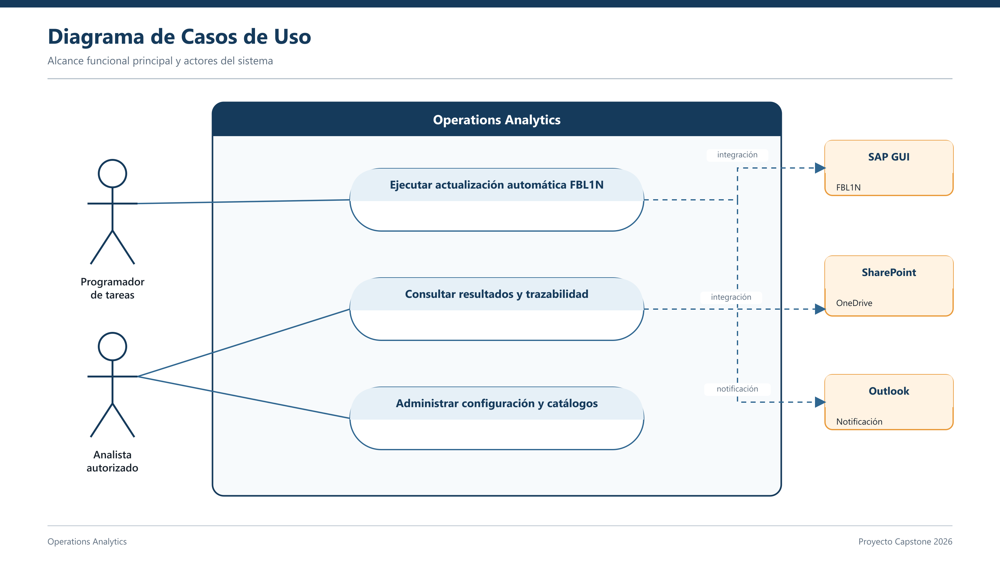 Diagrama de Casos de Uso
Alcance funcional principal y actores del sistema
Operations Analytics
integración
SAP GUI
FBL1N
Ejecutar actualización automática FBL1N
Programador
de tareas
SharePoint
OneDrive
Consultar resultados y trazabilidad
integración
notificación
Outlook
Notificación
Administrar configuración y catálogos
Analista
autorizado
Operations Analytics
Proyecto Capstone 2026